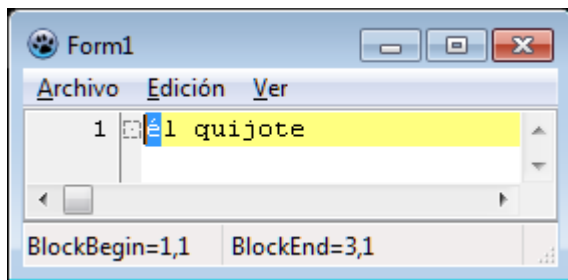 Form1
Archivo Edición Ver
1 él quijote
BlockBegin=1,1 BlockEnd=3,1